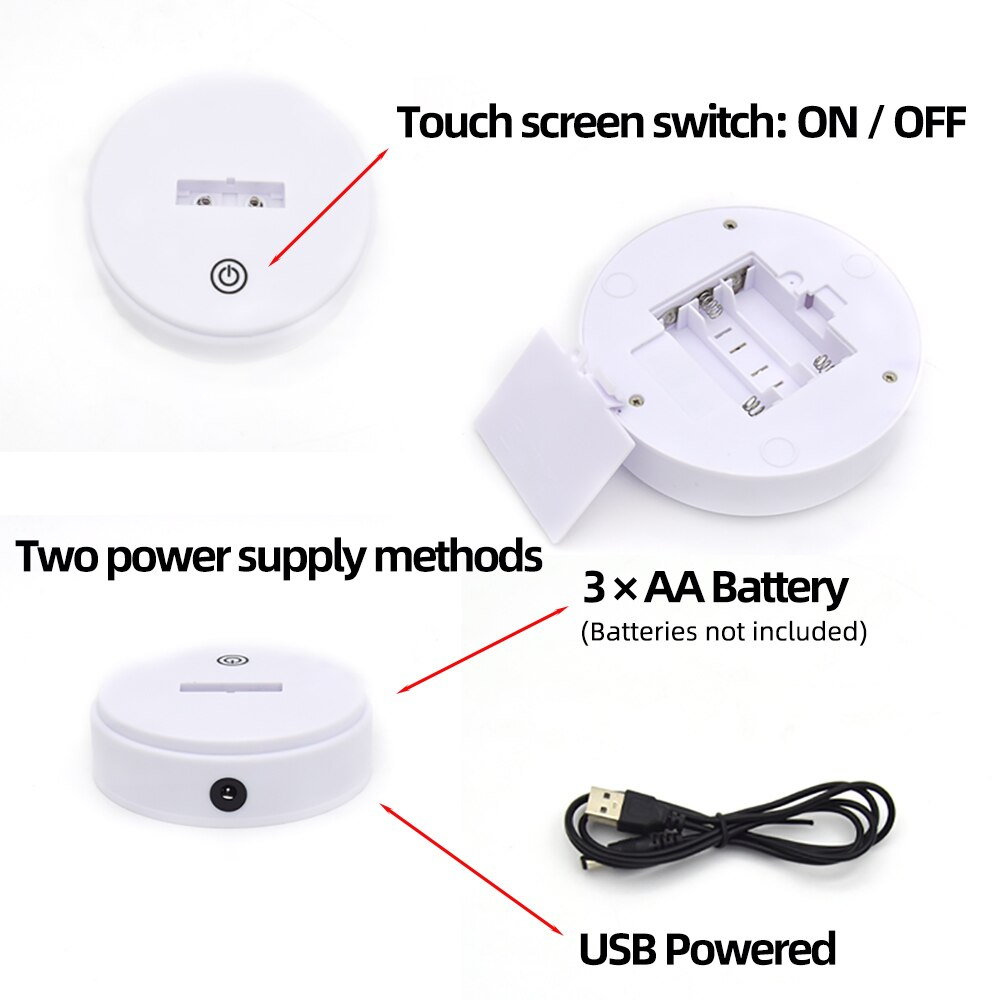 Touch screen switch: ON / OFF
Two power supply methods
3 × AA Battery
(Batteries not included)
USB Powered